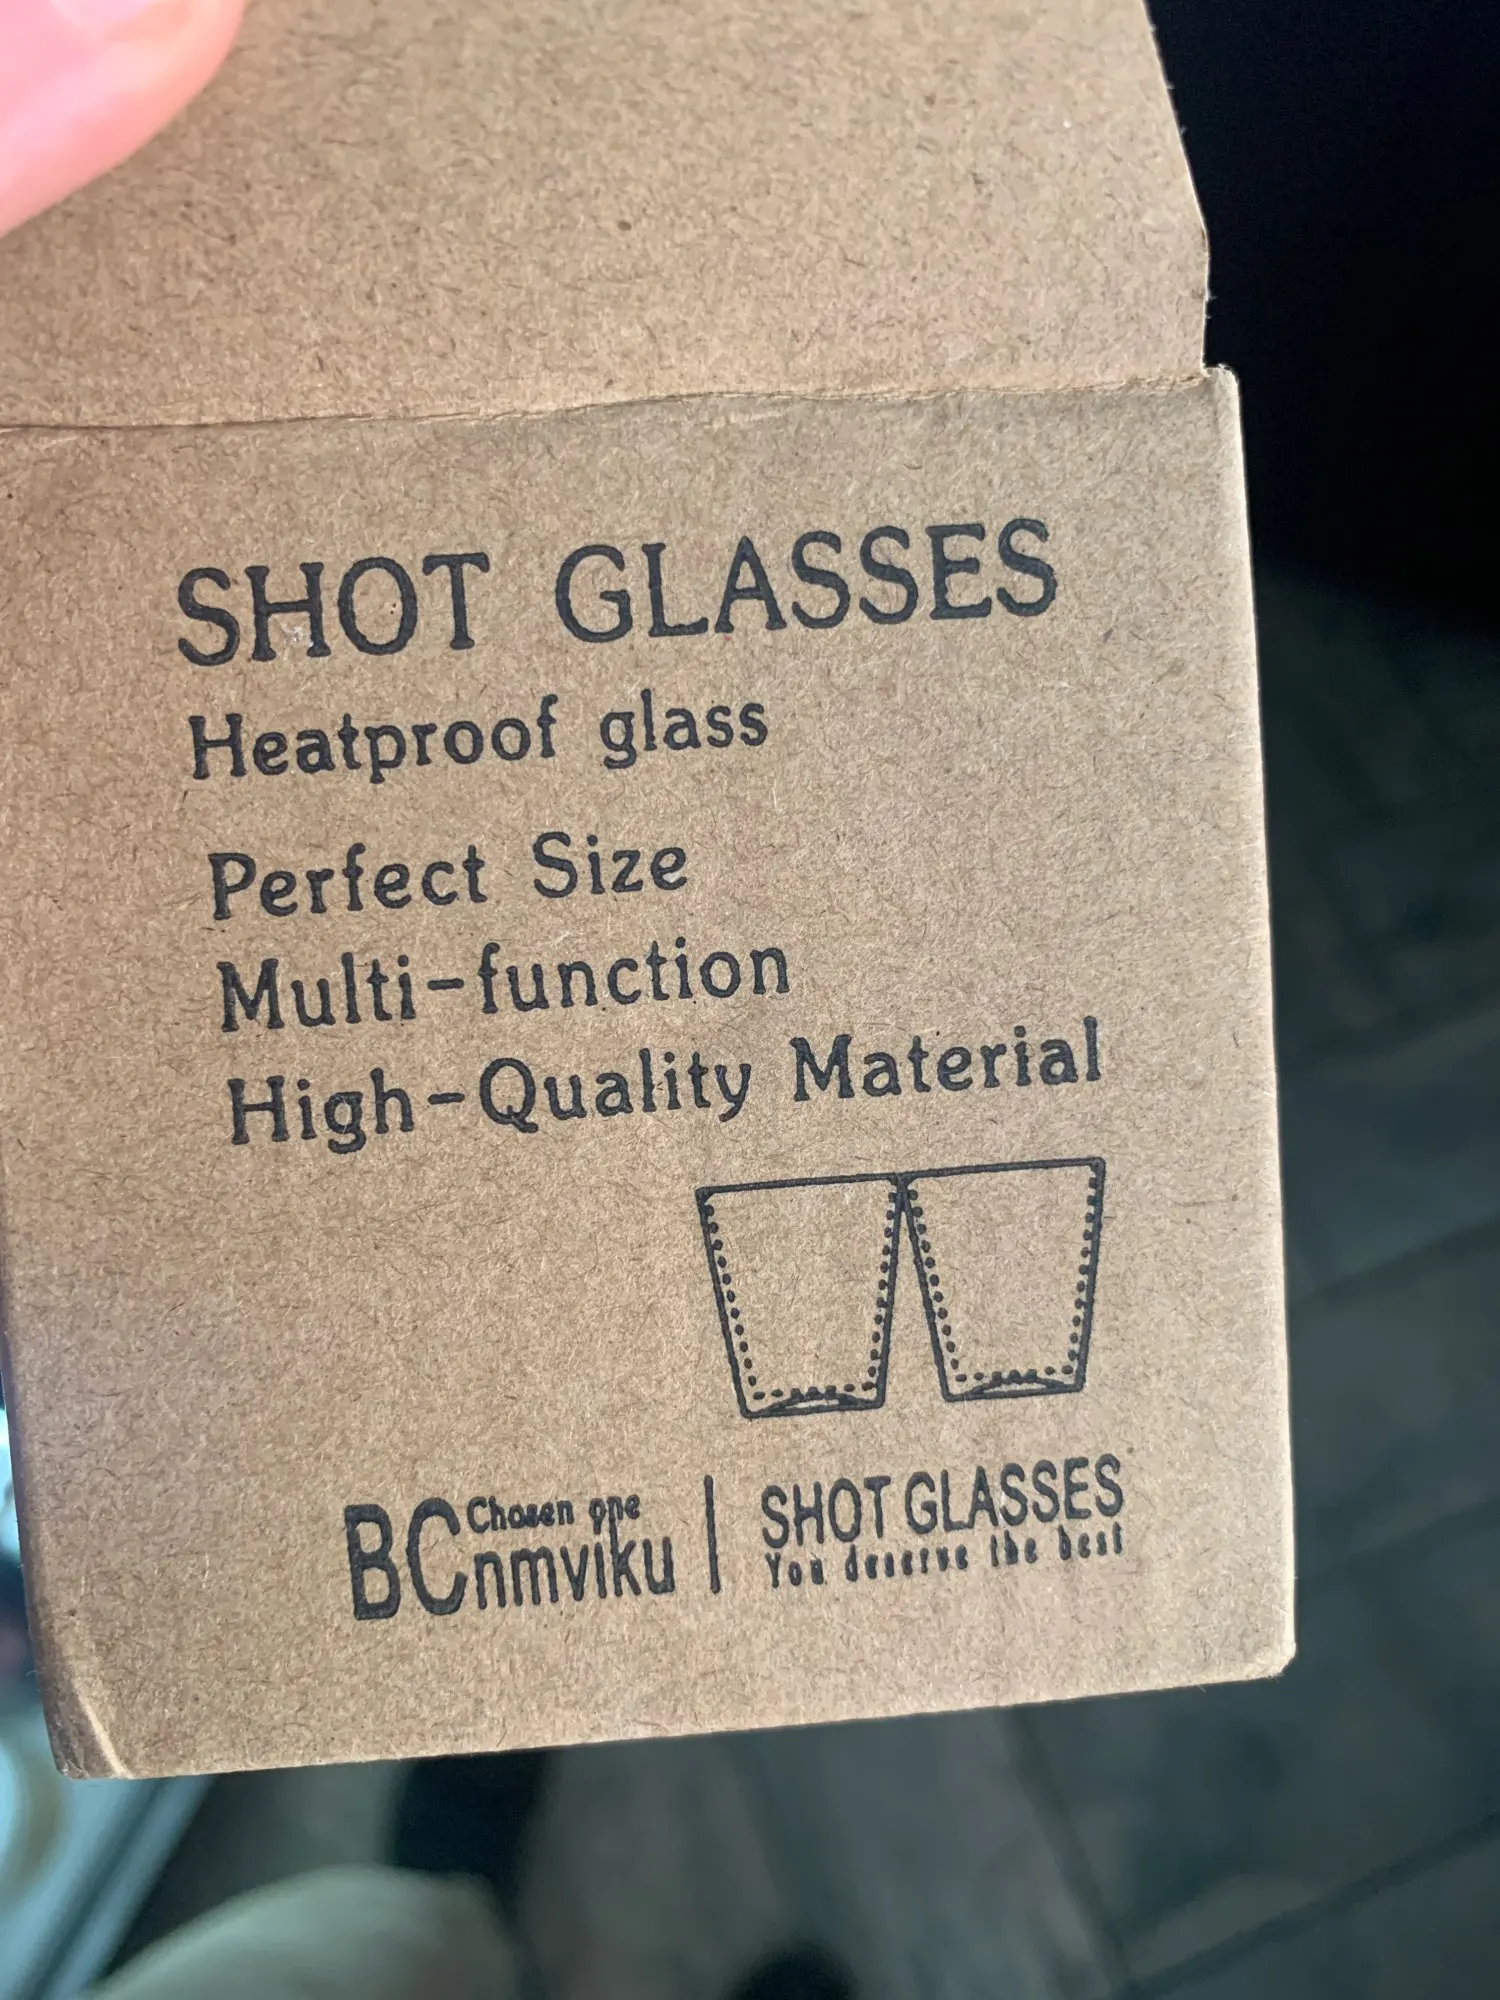 SHOT GLASSES
Heatproof glass
Perfect Size
Multi-function
High-Quality Material
BCnmviku
Chosen one
SHOT GLASSES
You deserve the best